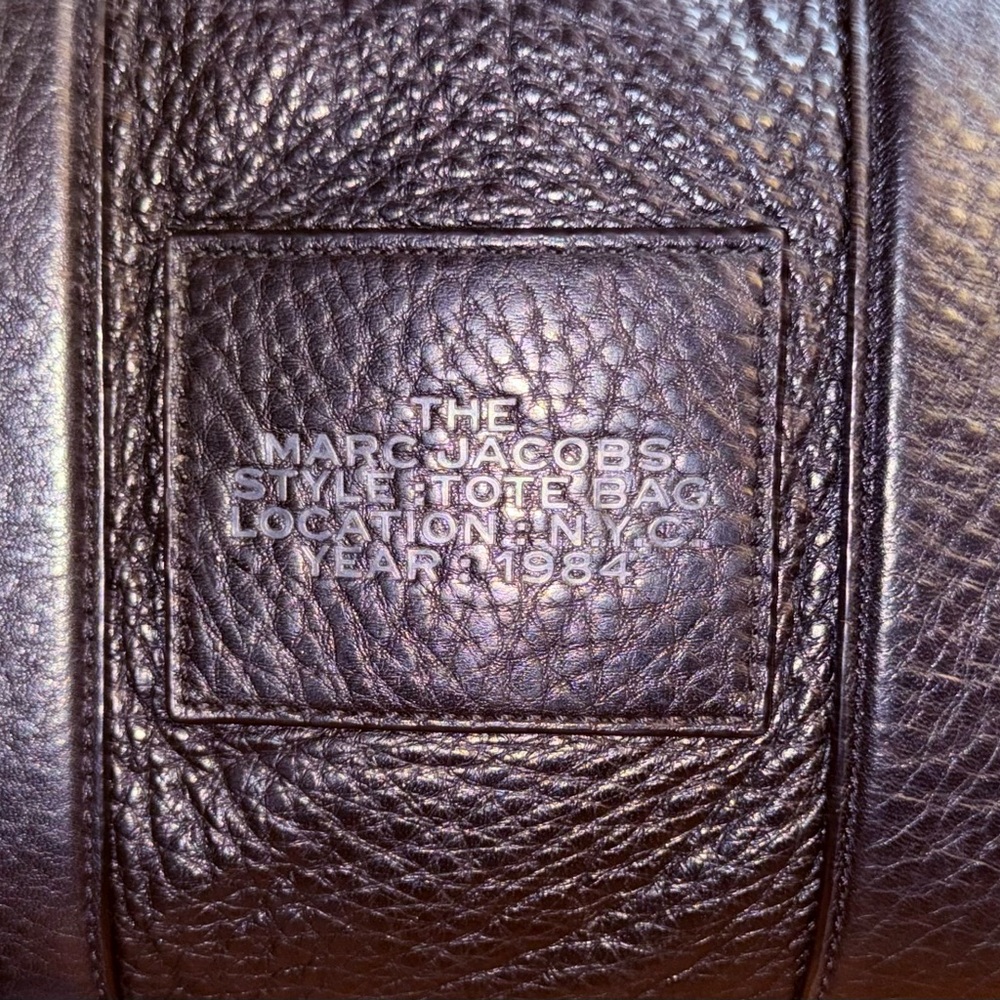 THE
MARC JACOBS
STYLE : TOTE BAG
LOCATION : N.Y.C
YEAR : 1984